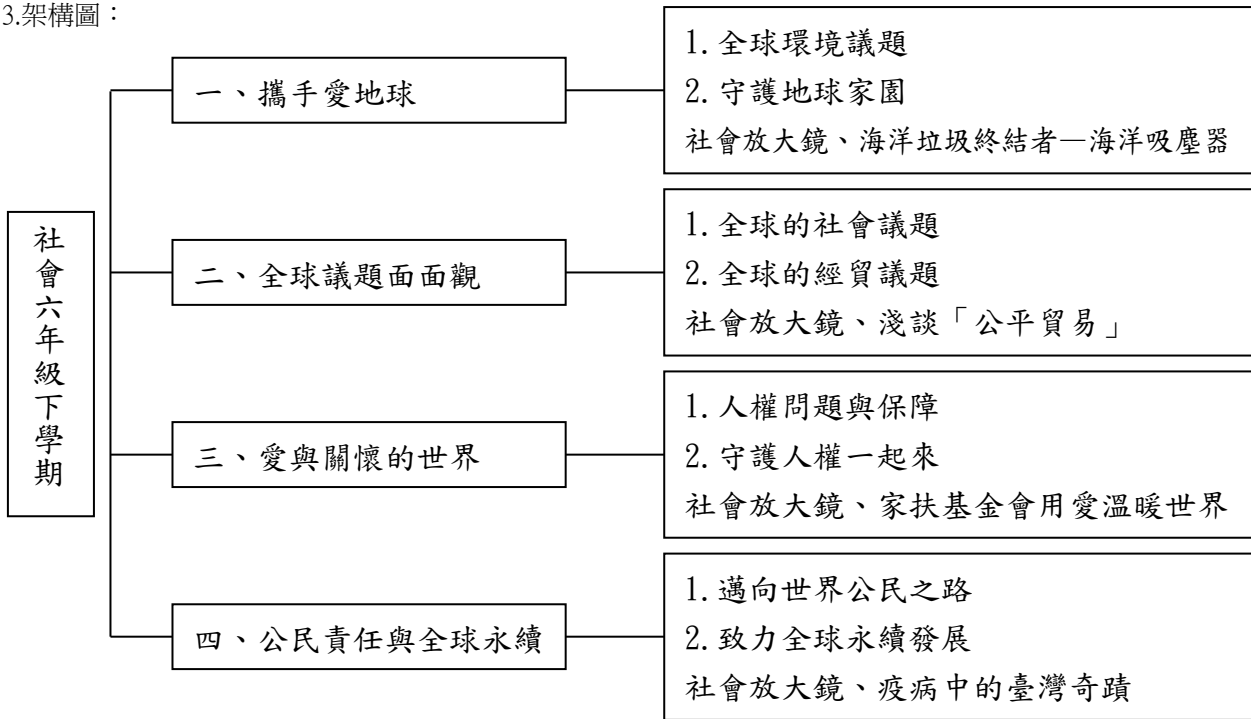 3.架構圖：
社會六年級下學期
一、攜手愛地球
1.全球環境議題
2.守護地球家園
社會放大鏡、海洋垃圾終結者—海洋吸塵器
二、全球議題面面觀
1.全球的社會議題
2.全球的經貿議題
社會放大鏡、淺談「公平貿易」
三、愛與關懷的世界
1.人權問題與保障
2.守護人權一起來
社會放大鏡、家扶基金會用愛溫暖世界
四、公民責任與全球永續
1.邁向世界公民之路
2.致力全球永續發展
社會放大鏡、疫病中的臺灣奇蹟